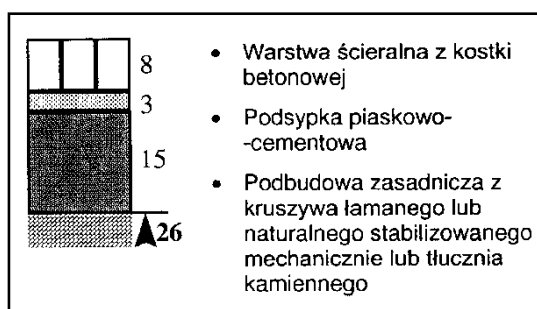 8
3
15
26
• Warstwa ścieralna z kostki
betonowej
• Podsypka piaskowo-
-cementowa
• Podbudowa zasadnicza z
kruszywa łamanego lub
naturalnego stabilizowanego
mechanicznie lub tłucznia
kamiennego